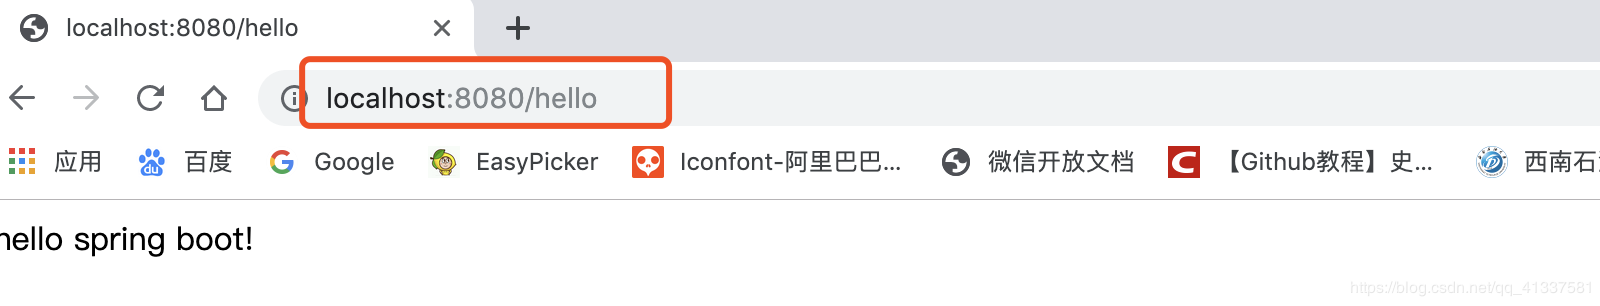 localhost:8080/hello
localhost:8080/hello
应用 百度 Google EasyPicker Iconfont-阿里巴巴... 微信开放文档 【Github教程】史... 西南石
hello spring boot!
https://blog.csdn.net/qq_41337581